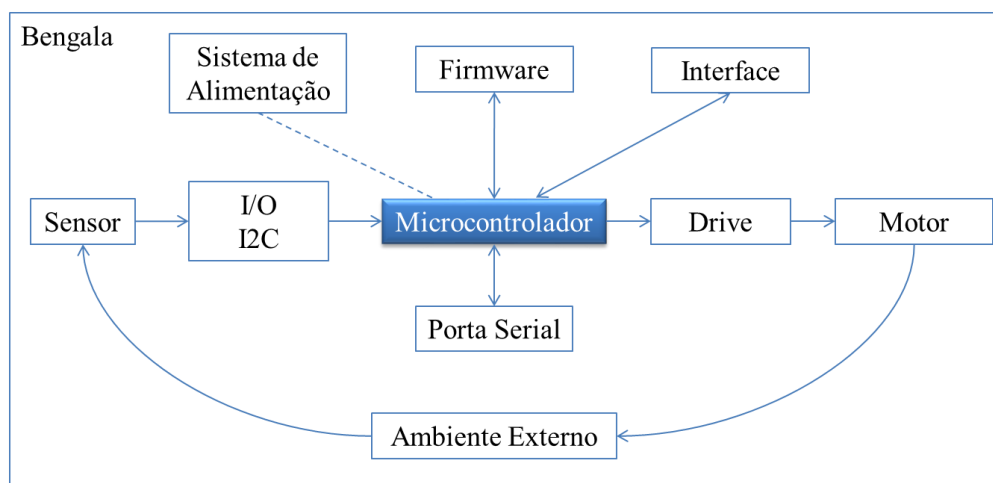 Bengala
Sistema de
Alimentação
Firmware
Interface
Sensor
I/O
I2C
Microcontrolador
Drive
Motor
Porta Serial
Ambiente Externo